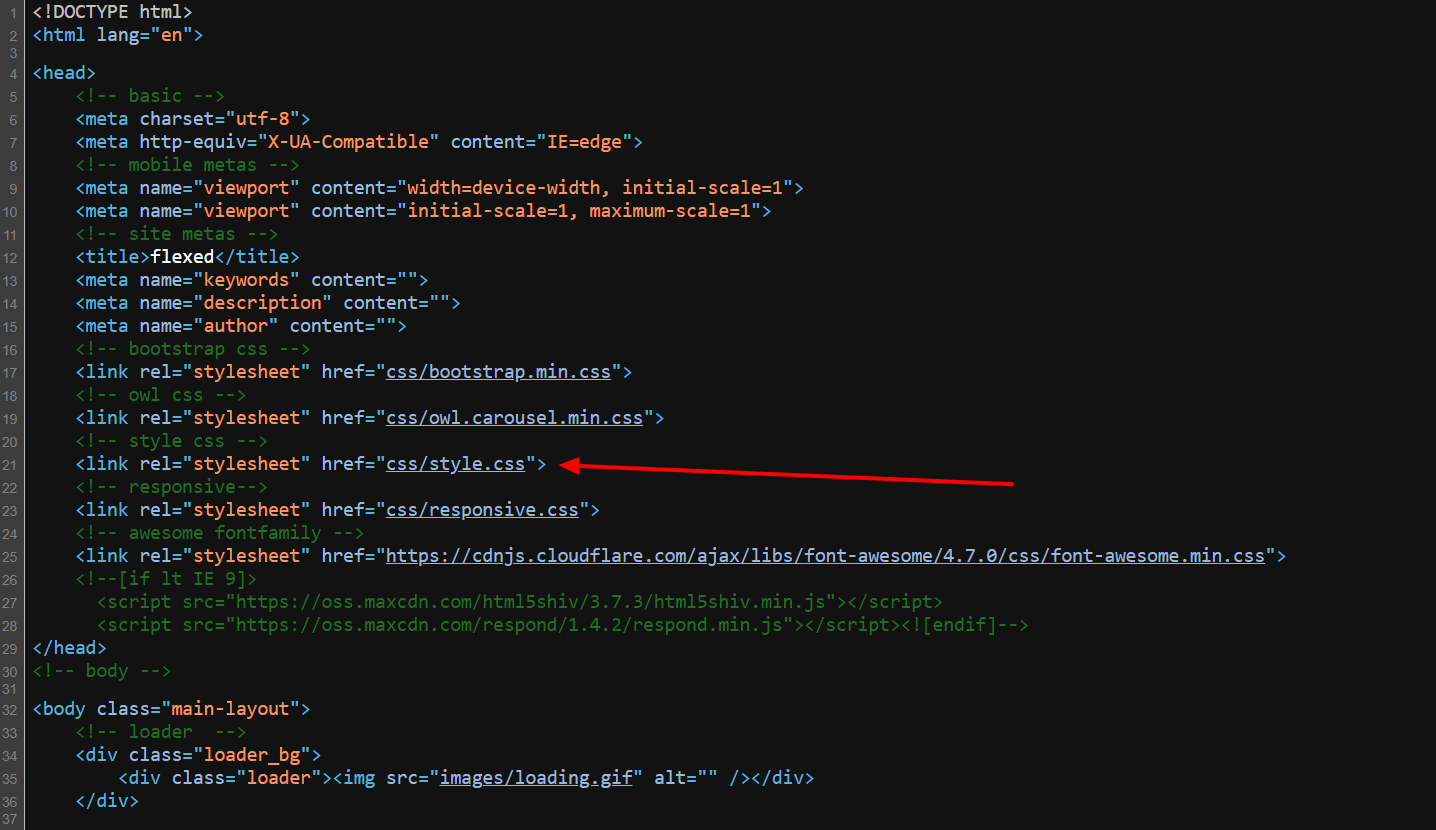 1 <!DOCTYPE html>
2 <html lang="en">
3
4 <head>
5     <!-- basic -->
6     <meta charset="utf-8">
7     <meta http-equiv="X-UA-Compatible" content="IE=edge">
8     <!-- mobile metas -->
9     <meta name="viewport" content="width=device-width, initial-scale=1">
10     <meta name="viewport" content="initial-scale=1, maximum-scale=1">
11     <!-- site metas -->
12     <title>flexed</title>
13     <meta name="keywords" content="">
14     <meta name="description" content="">
15     <meta name="author" content="">
16     <!-- bootstrap css -->
17     <link rel="stylesheet" href="css/bootstrap.min.css">
18     <!-- owl css -->
19     <link rel="stylesheet" href="css/owl.carousel.min.css">
20     <!-- style css -->
21     <link rel="stylesheet" href="css/style.css">
22     <!-- responsive-->
23     <link rel="stylesheet" href="css/responsive.css">
24     <!-- awesome fontfamily -->
25     <link rel="stylesheet" href="https://cdnjs.cloudflare.com/ajax/libs/font-awesome/4.7.0/css/font-awesome.min.css">
26     <!--[if lt IE 9]>
27       <script src="https://oss.maxcdn.com/html5shiv/3.7.3/html5shiv.min.js"></script>
28       <script src="https://oss.maxcdn.com/respond/1.4.2/respond.min.js"></script><![endif]-->
29 </head>
30 <!-- body -->
31
32 <body class="main-layout">
33     <!-- loader  -->
34     <div class="loader_bg">
35         <div class="loader"><img src="images/loading.gif" alt="" /></div>
36     </div>
37